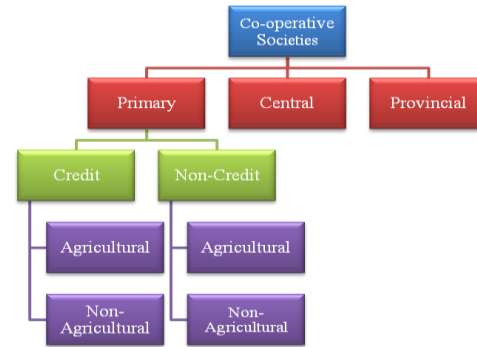 Co-operative
Societies
Primary
Central
Provincial
Credit
Non-Credit
Agricultural
Agricultural
Non-
Agricultural
Non-
Agricultural